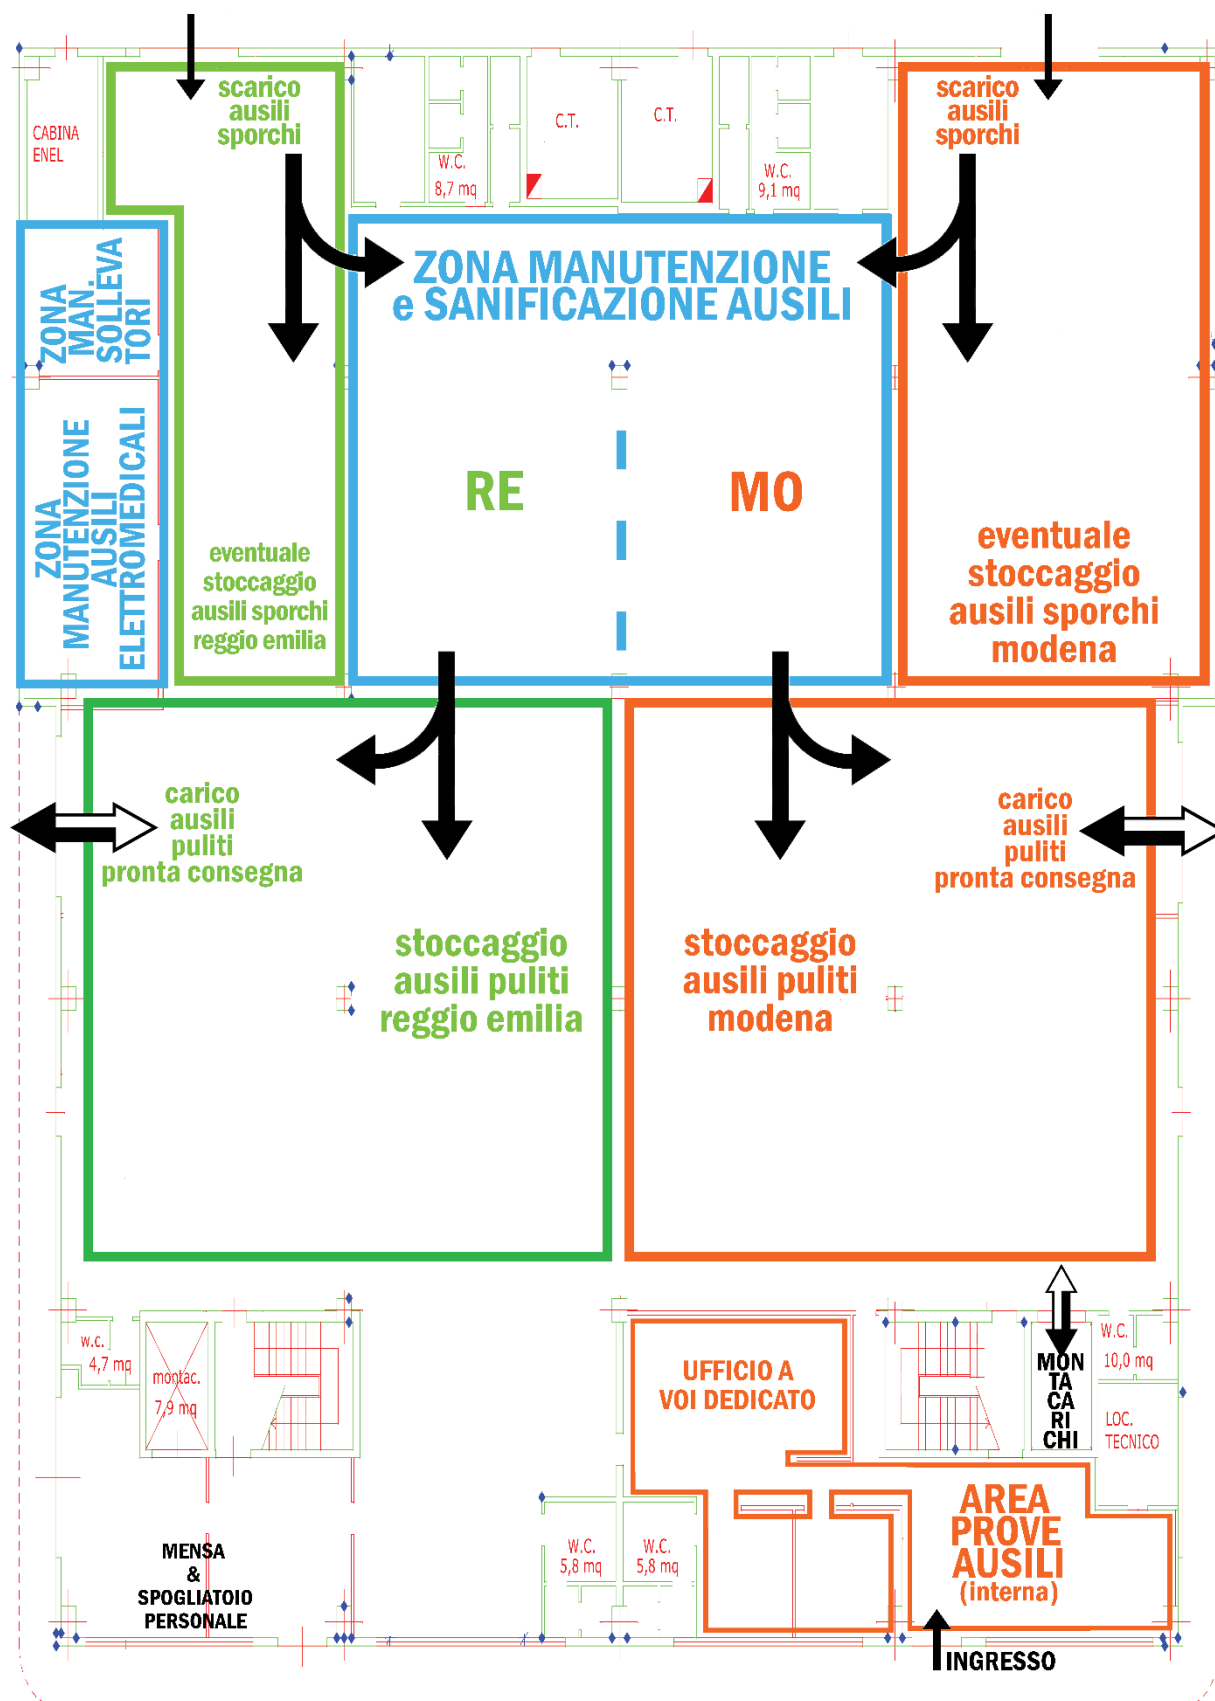 scarico
ausili
sporchi
scarico
ausili
sporchi
CABINA
ENEL
W.C.
8,7 mq
C.T.
C.T.
W.C.
9,1 mq
ZONA MANUTENZIONE
e SANIFICAZIONE AUSILI
ZONA
MAN.
SOLLEVA
TORI
ZONA
MANUTENZIONE
AUSILI
ELETTROMEDICALI
RE
MO
eventuale
stoccaggio
ausili sporchi
reggio emilia
eventuale
stoccaggio
ausili sporchi
modena
carico
ausili
puliti
pronta consegna
carico
ausili
puliti
pronta consegna
stoccaggio
ausili puliti
reggio emilia
stoccaggio
ausili puliti
modena
w.c.
4,7 mq
montac.
7,9 mq
UFFICIO A
VOI DEDICATO
MON
TA
CA
RI
CHI
W.C.
10,0 mq
LOC.
TECNICO
AREA
PROVE
AUSILI
(interna)
W.C.
5,8 mq
W.C.
5,8 mq
MENSA
&
SPOGLIATOIO
PERSONALE
INGRESSO